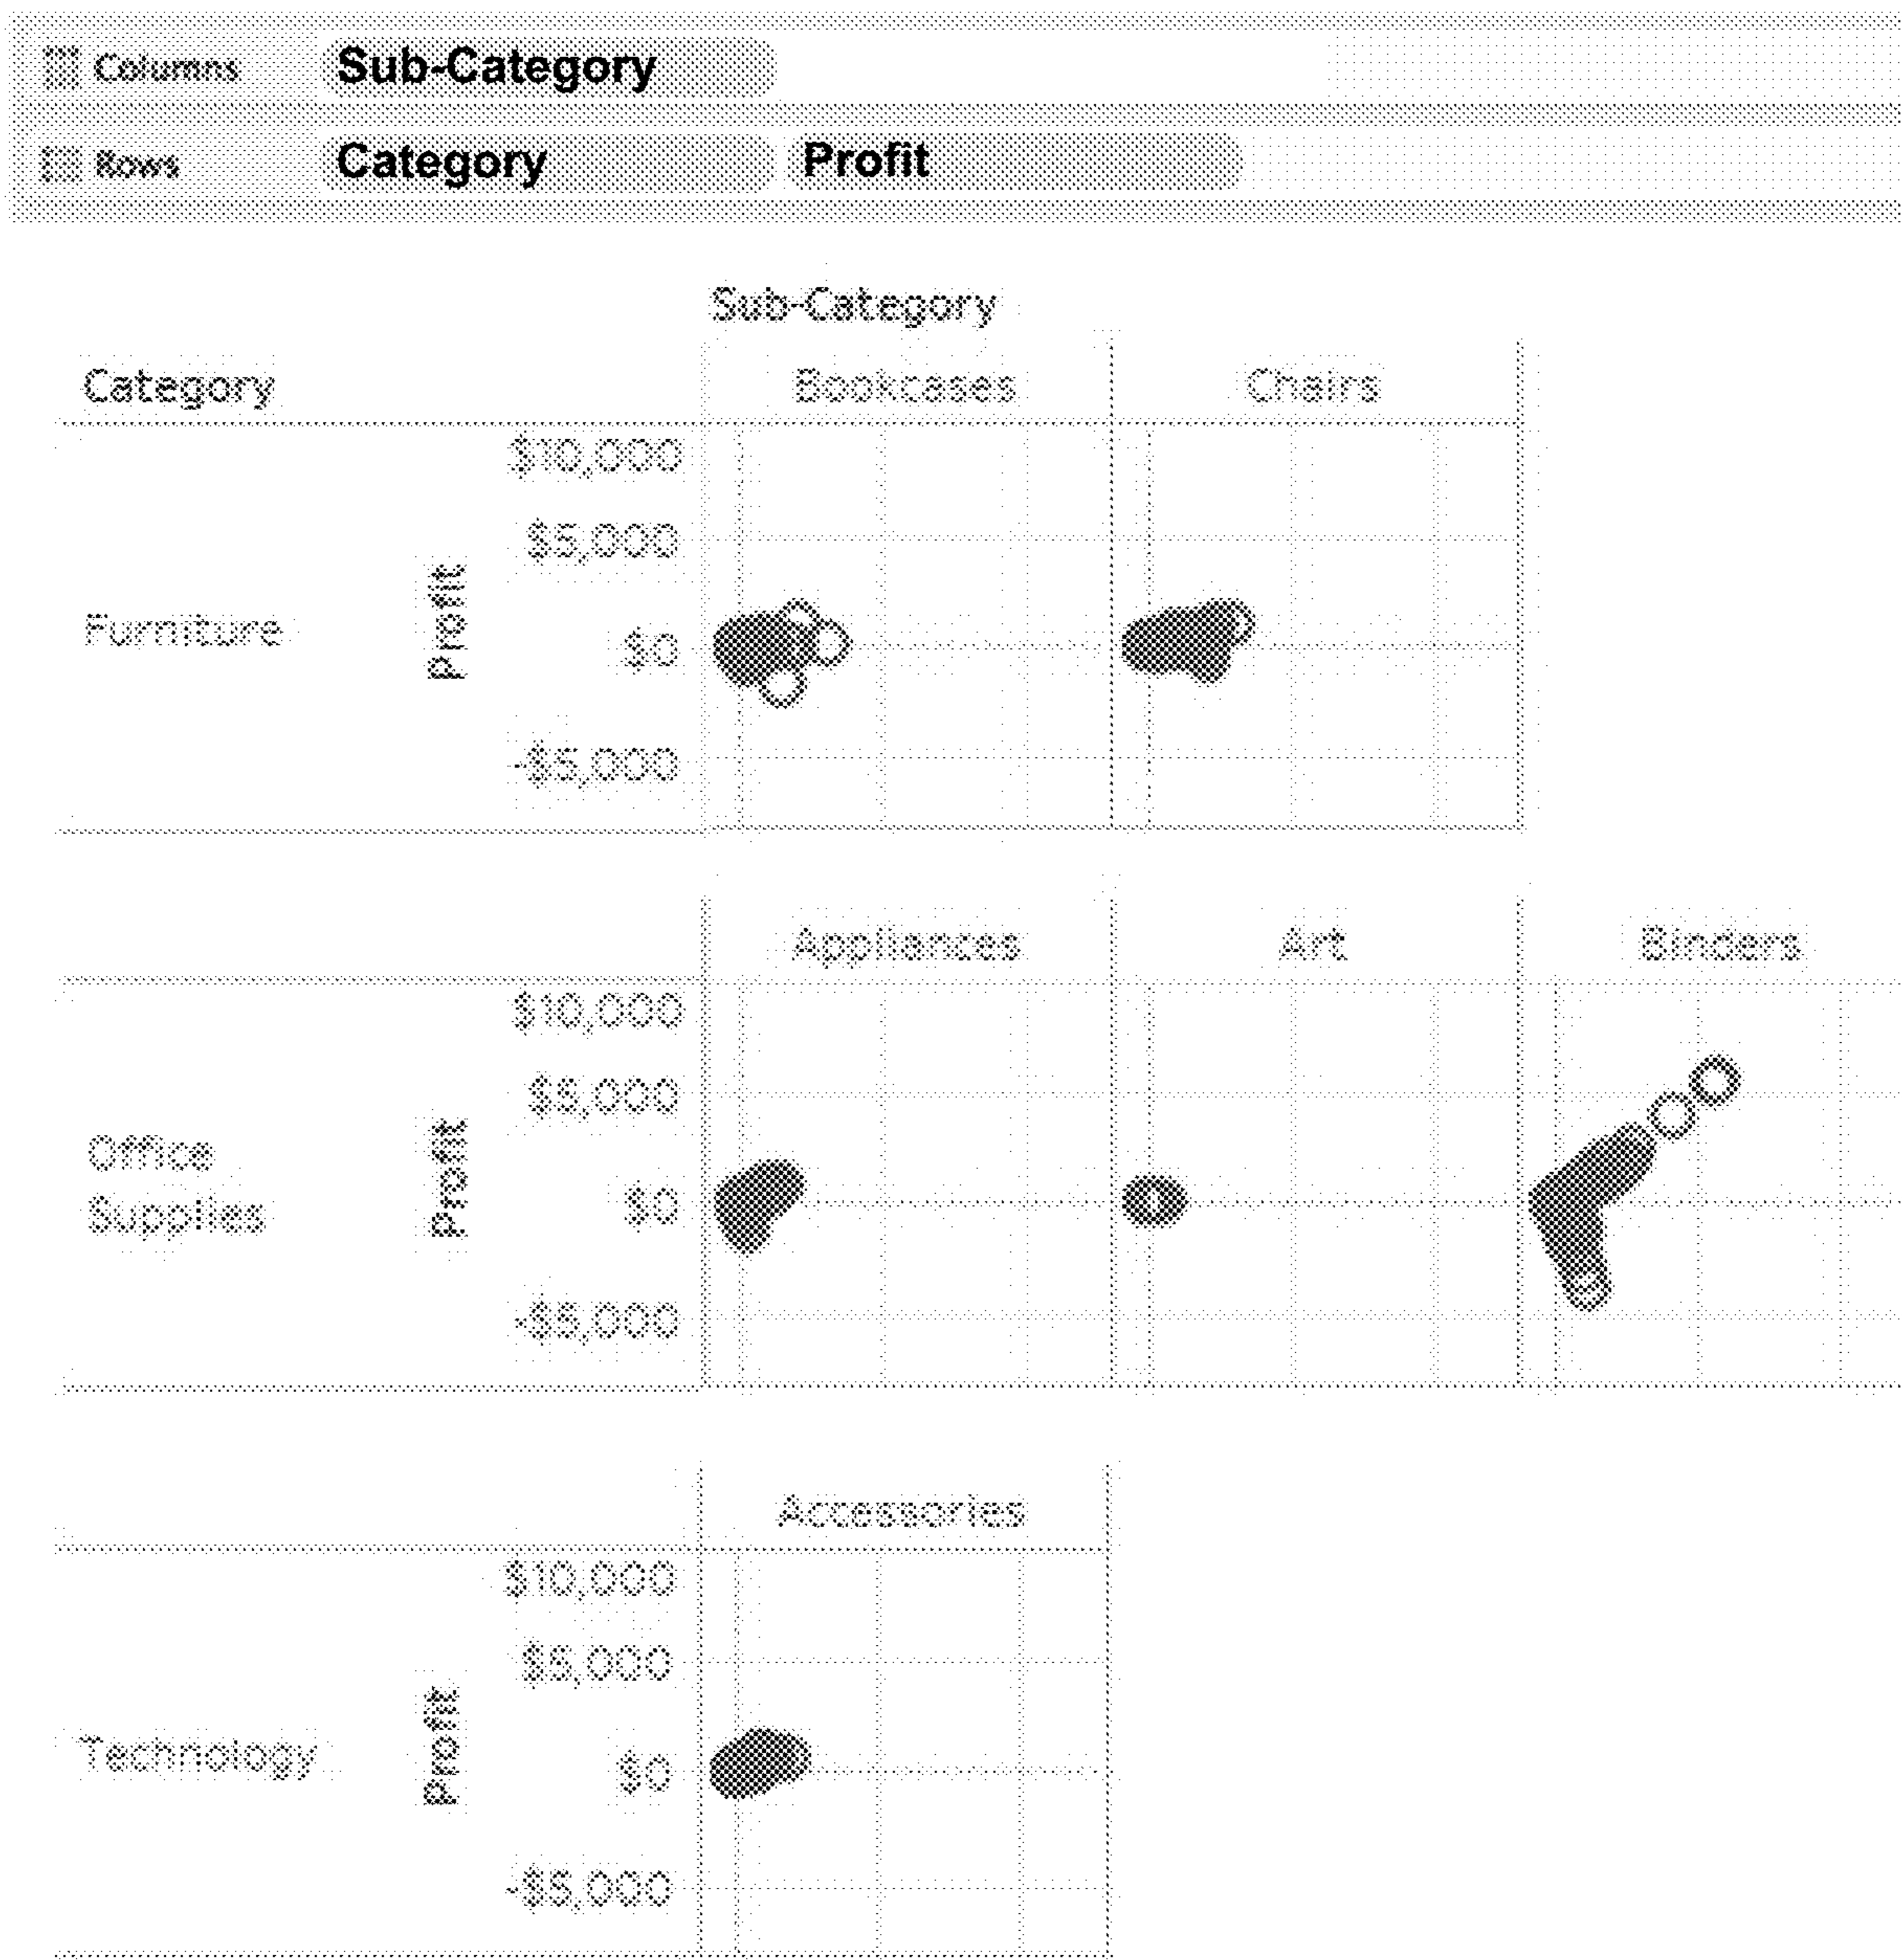 Columns Sub-Category
Rows Category Profit
Sub-Category
Category Bookcases Chairs
$10,000
$5,000
Furniture Profit $0
-$5,000
Appliances Art Binders
$10,000
$5,000
Office
Supplies Profit $0
-$5,000
Accessories
$10,000
$5,000
Technology Profit $0
-$5,000